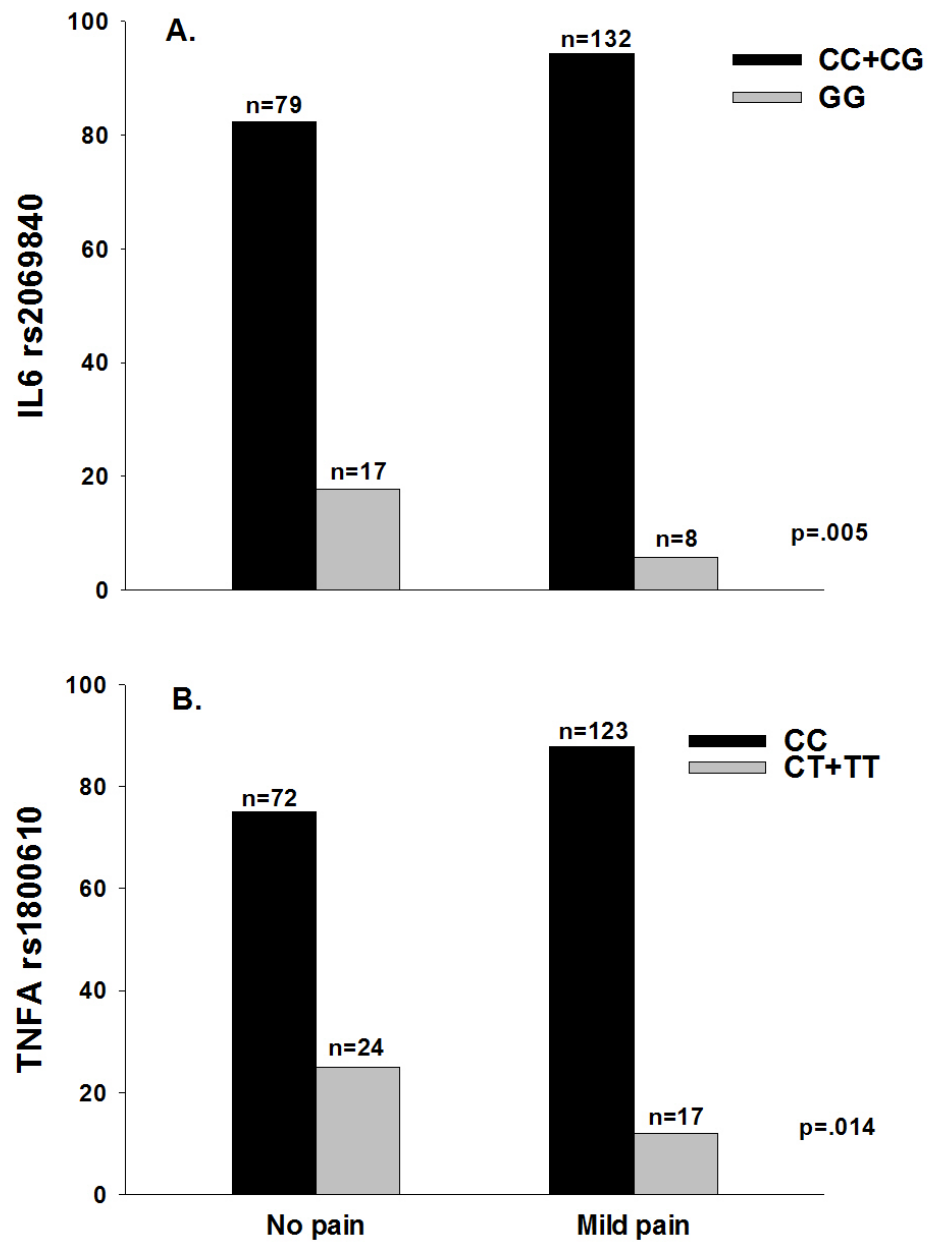 A.
100
80
60
40
20
0
IL6 rs2069840
n=79
n=17
n=132
n=8
CC+CG
GG
p=.005
B.
100
80
60
40
20
0
TNFA rs1800610
n=72
n=24
n=123
n=17
CC
CT+TT
p=.014
No pain
Mild pain